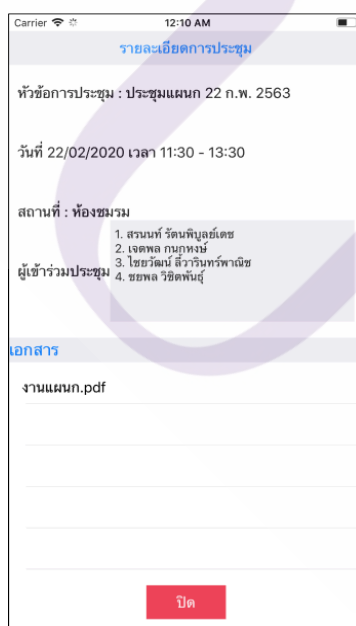 Carrier 12:10 AM
รายละเอียดการประชุม
หัวข้อการประชุม : ประชุมแผนก 22 ก.พ. 2563
วันที่ 22/02/2020 เวลา 11:30 - 13:30
สถานที่ : ห้องชมรม
ผู้เข้าร่วมประชุม
1. สรนนท์ รัตนพิบูลย์เดช
2. เจตพล กนกหงษ์
3. ไชยวัฒน์ ลี้วารินทร์พาณิช
4. ชยพล วิชิตพันธุ์
เอกสาร
งานแผนก.pdf
ปิด